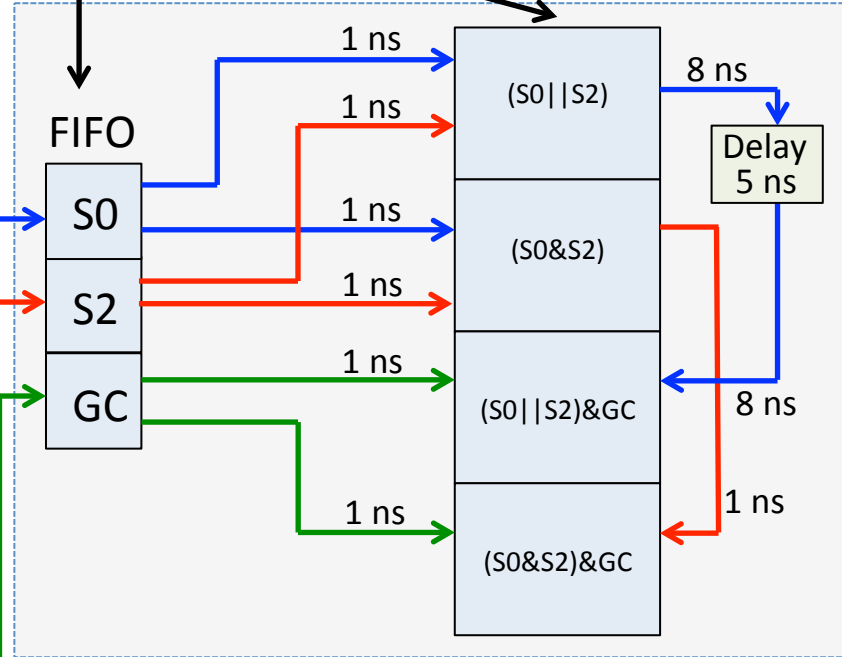 1 ns
(S0||S2)
8 ns
1 ns
FIFO
Delay
5 ns
S0
1 ns
(S0&S2)
S2
1 ns
1 ns
GC
(S0||S2)&GC
8 ns
1 ns
1 ns
(S0&S2)&GC